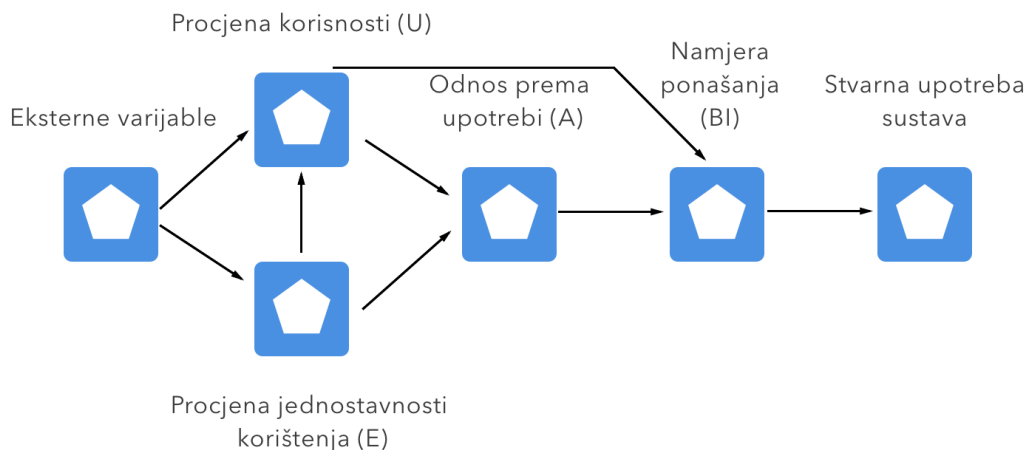 Procjena korisnosti (U)
Namjera
ponašanja
(BI)
Odnos prema
upotrebi (A)
Stvarna upotreba
sustava
Eksterne varijable
Procjena jednostavnosti
korištenja (E)